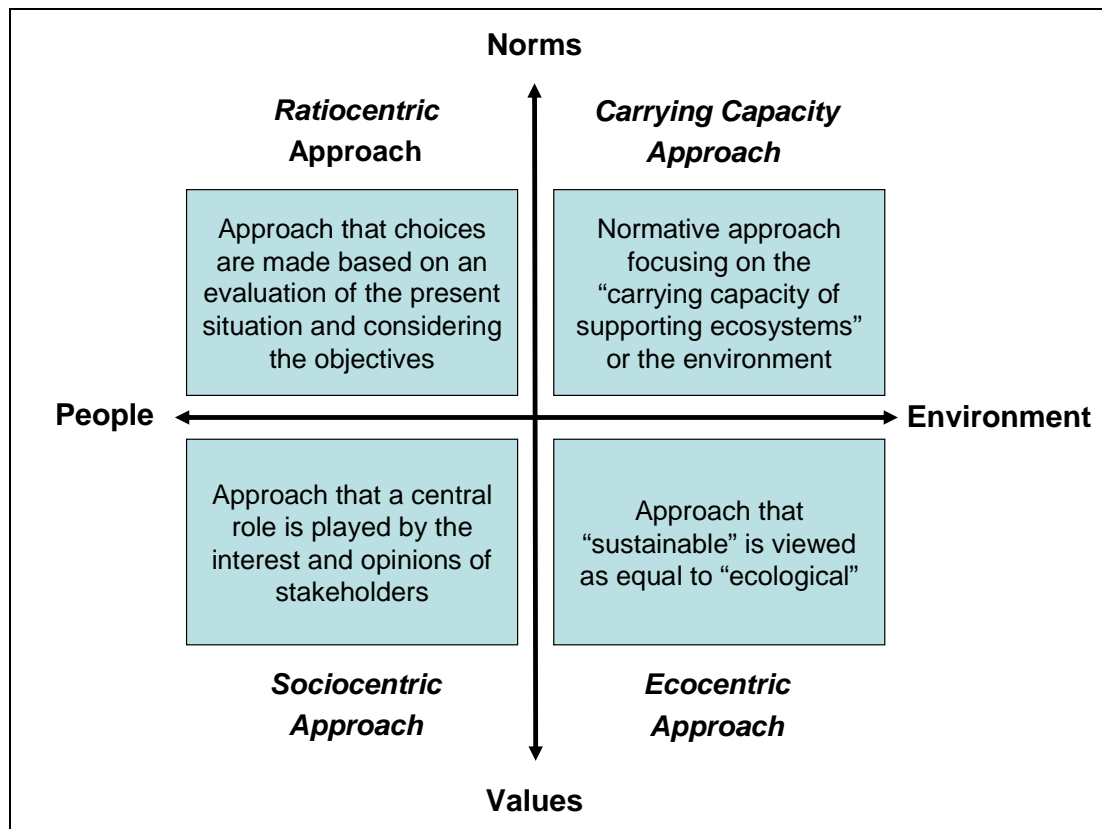 Norms
Ratiocentric
Approach
Carrying Capacity
Approach
Approach that choices
are made based on an
evaluation of the present
situation and considering
the objectives
Normative approach
focusing on the
“carrying capacity of
supporting ecosystems”
or the environment
People
Environment
Approach that a central
role is played by the
interest and opinions of
stakeholders
Approach that
“sustainable” is viewed
as equal to “ecological”
Sociocentric
Approach
Ecocentric
Approach
Values